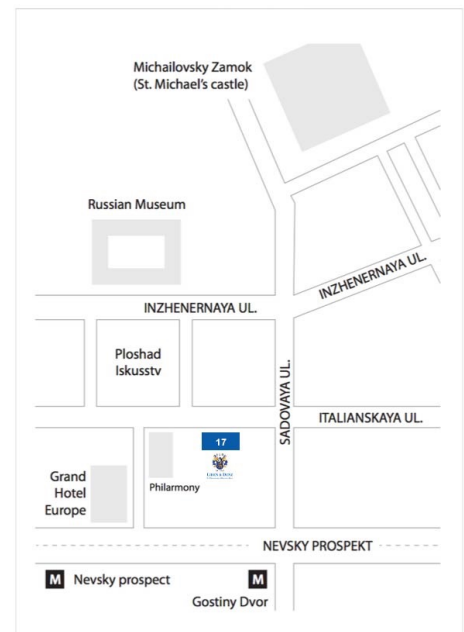 Michailovsky Zamok
(St. Michael's castle)
Russian Museum
INZHENERNAYA UL.
INZHENERNAYA UL.
Ploshad
Iskusstv
SADOVAYA UL.
ITALIANSKAYA UL.
17
Grand
Hotel
Europe
Philarmony
NEVSKY PROSPEKT
M Nevsky prospect
M
Gostiny Dvor